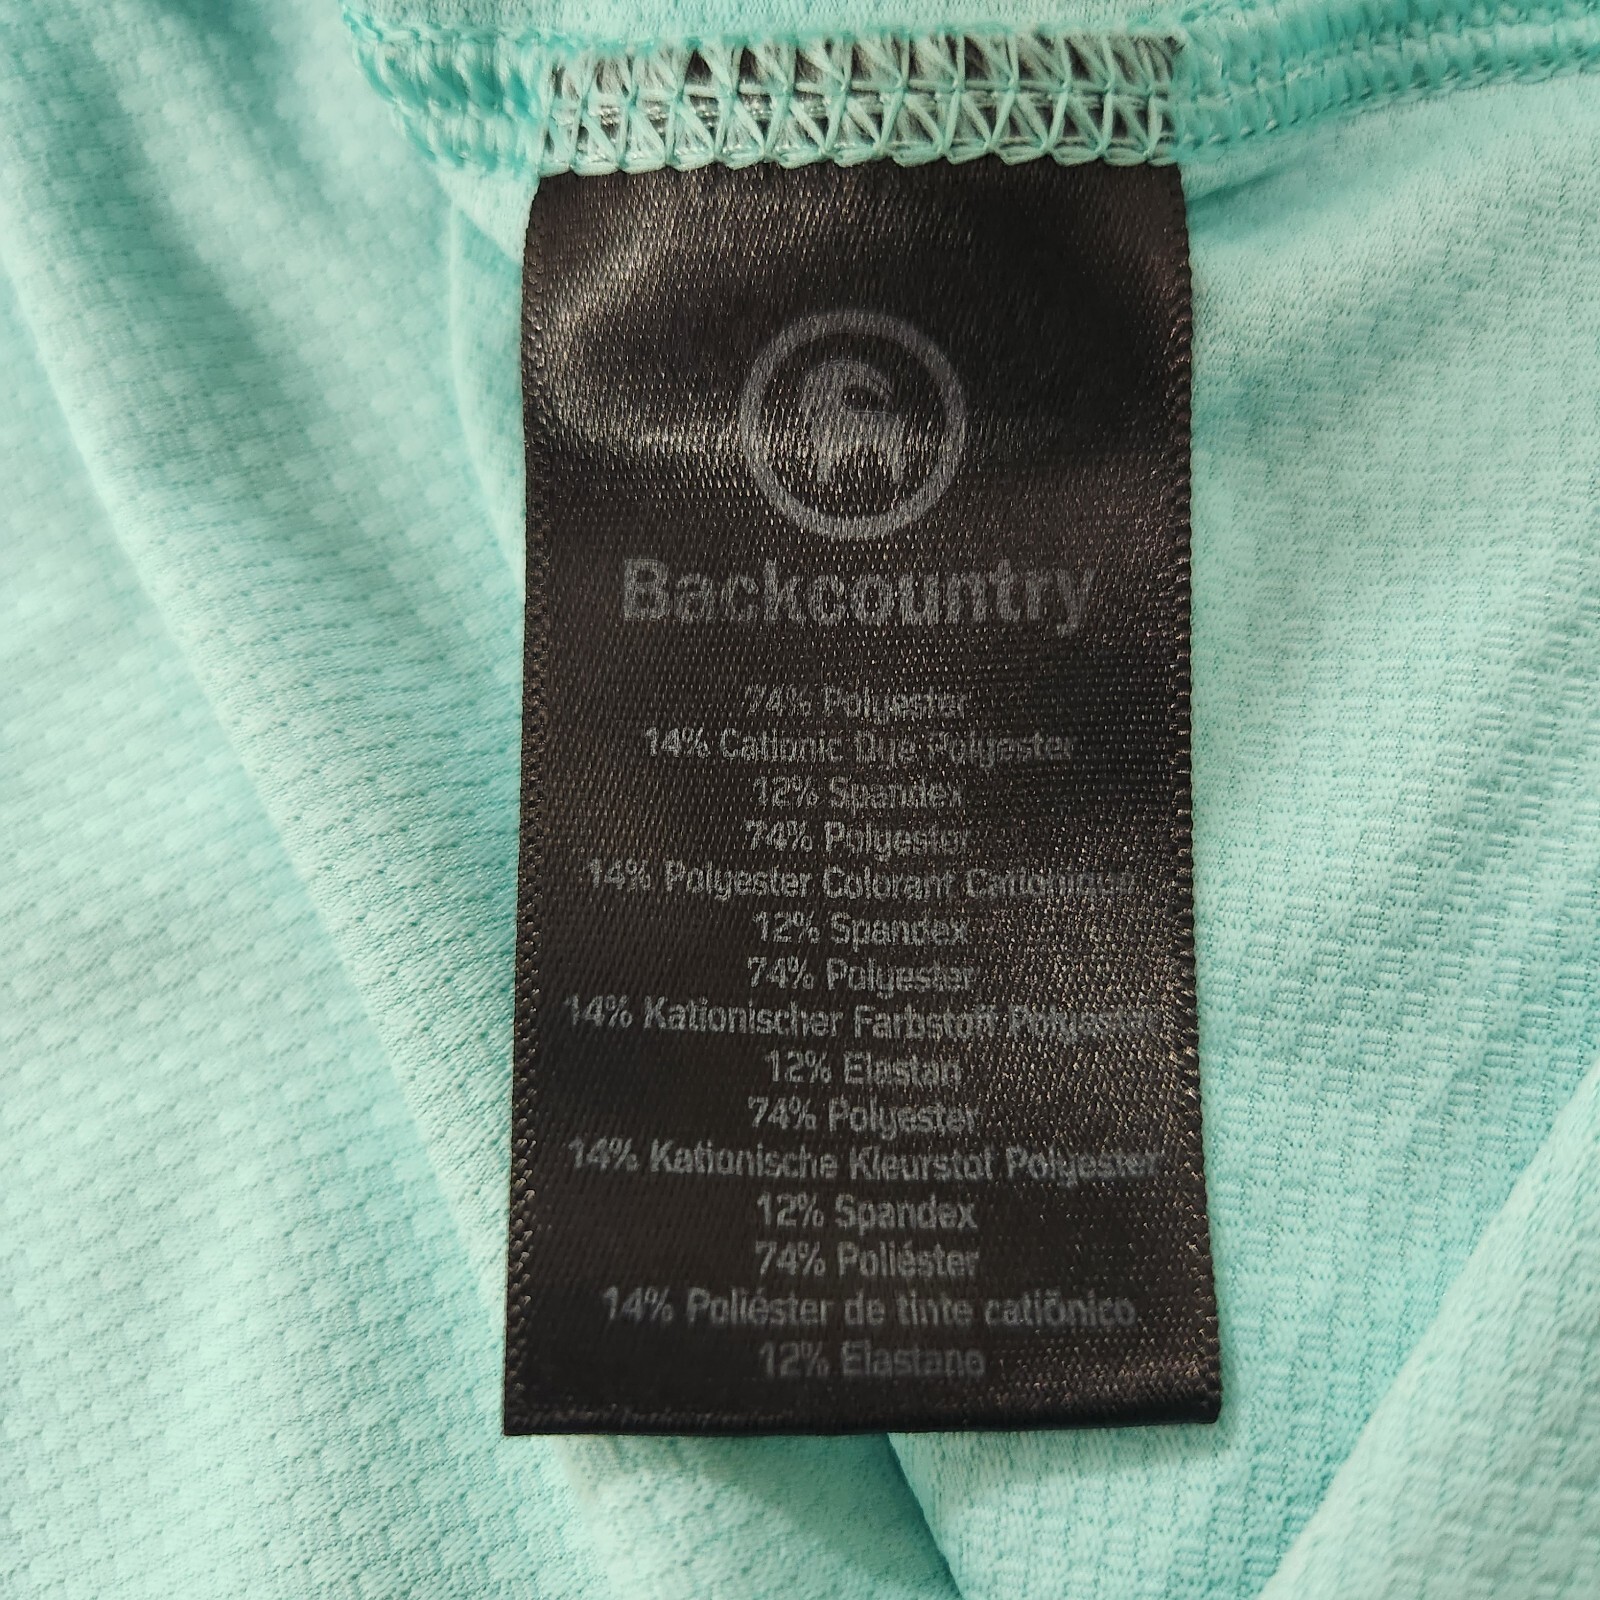 Backcountry
74% Polyester
14% Cationic Dye Polyester
12% Spandex
74% Polyester
14% Polyester Colorant Cationique
12% Spandex
74% Polyester
14% Kationischer Farbstoff Polyester
12% Elastan
74% Polyester
14% Kationische Kleurstof Polyester
12% Spandex
74% Poliéster
14% Poliéster de tinte catiônico
12% Elastano